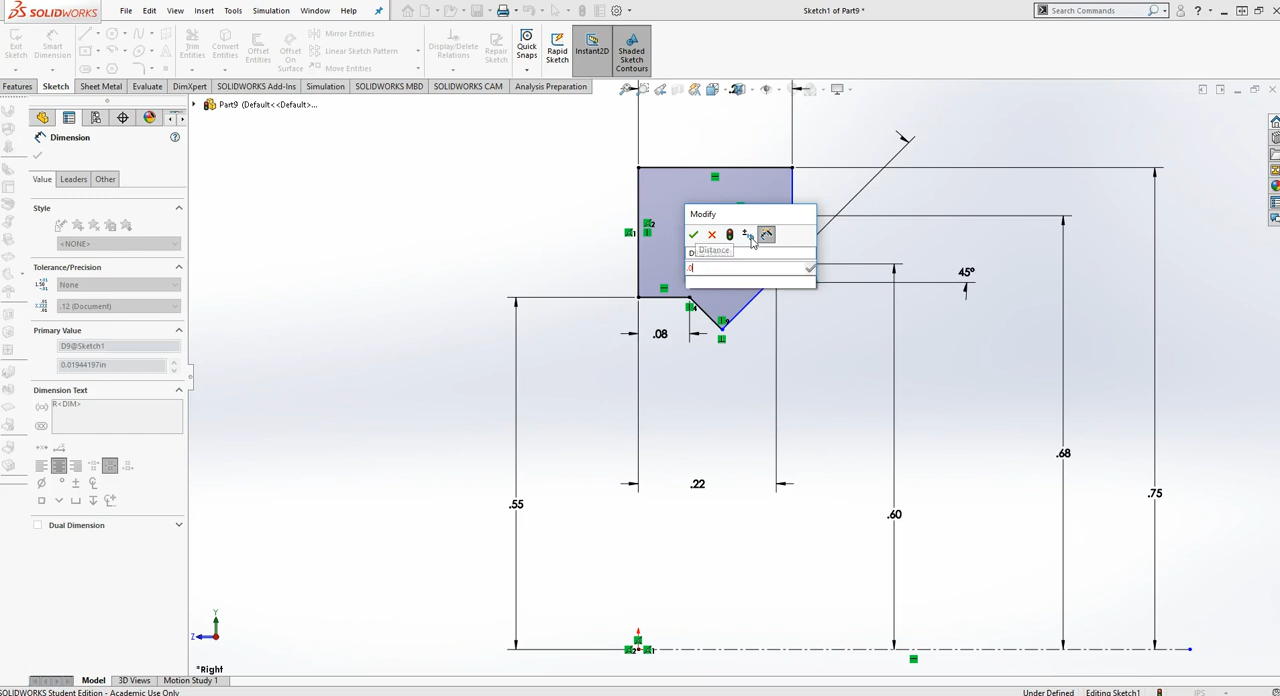 SOLIDWORKS File Edit View Insert Tools Simulation Window Help Sketch1 of Part9 * Search Commands ?
Exit Sketch Smart Dimension Trim Entities Convert Entities Offset Entities Offset On Surface Mirror Entities Linear Sketch Pattern Move Entities Display/Delete Relations Repair Sketch Quick Snaps Rapid Sketch Instant2D Shaded Sketch Contours
Features Sketch Sheet Metal Evaluate DimXpert SOLIDWORKS Add-Ins Simulation SOLIDWORKS MBD SOLIDWORKS CAM Analysis Preparation
Part9 (Default<<Default>...
Dimension
Value Leaders Other
Style
<NONE>
Tolerance/Precision
None
.12 (Document)
Primary Value
D9@Sketch1
0.01944197in
Dimension Text
R<DIM>
Dual Dimension
Modify
Distance
.0
45°
.08
.22
.55
.60
.68
.75
Y
Z
*Right
Model 3D Views Motion Study 1
SOLIDWORKS Student Edition - Academic Use Only Under Defined Editing Sketch1 IPS